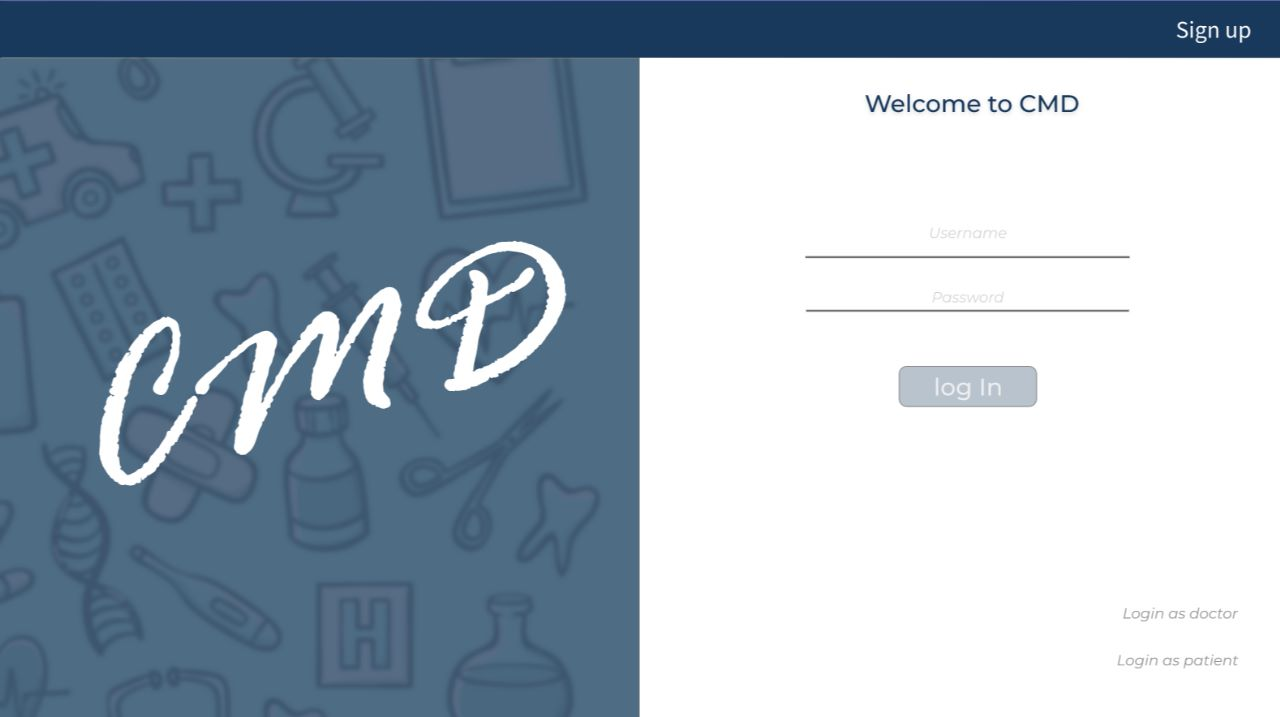 Sign up
CMD
Welcome to CMD
Username
Password
log In
H
Login as doctor
Login as patient